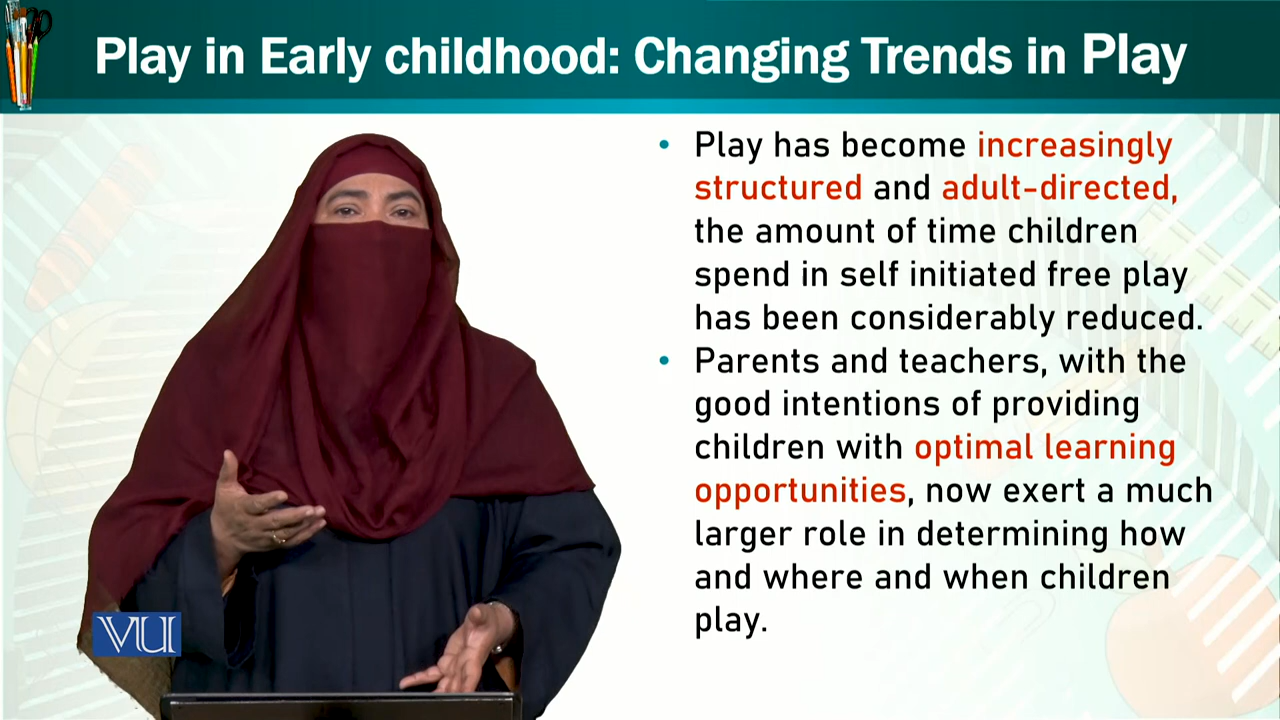 Play in Early childhood: Changing Trends in Play
• Play has become increasingly
structured and adult-directed,
the amount of time children
spend in self initiated free play
has been considerably reduced.
• Parents and teachers, with the
good intentions of providing
children with optimal learning
opportunities, now exert a much
larger role in determining how
and where and when children
play.
VU